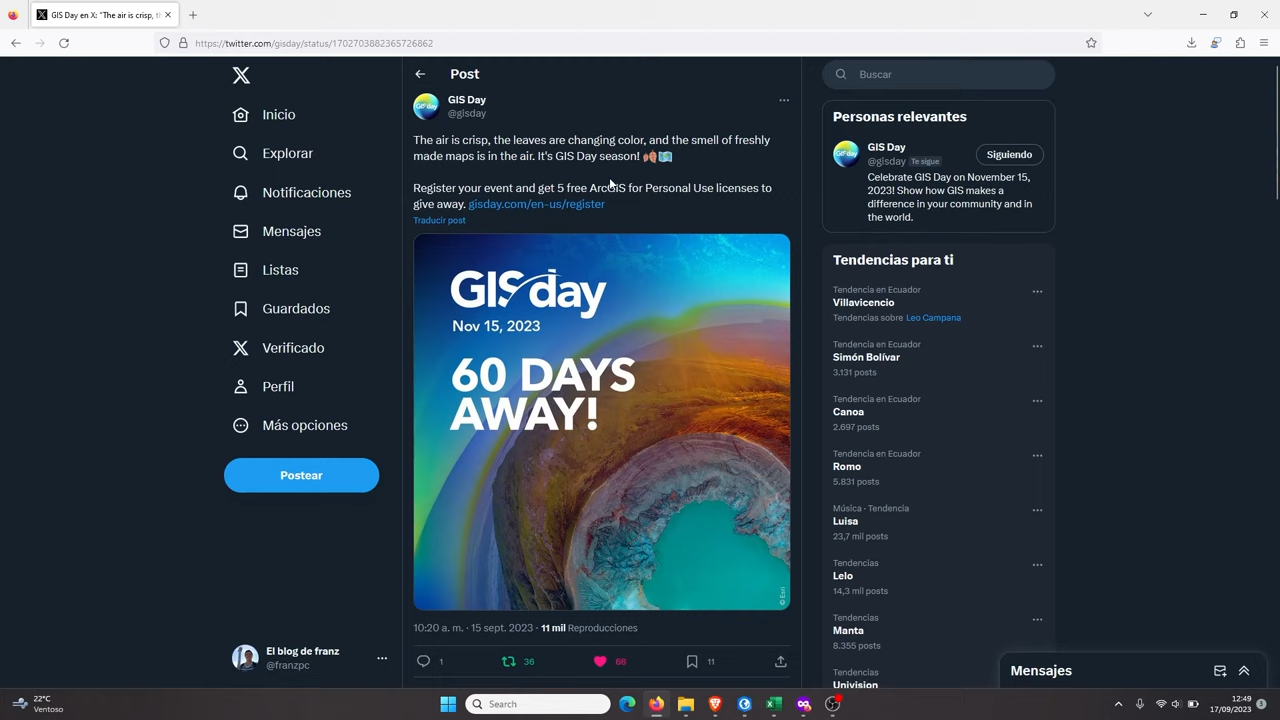 GIS Day en X: "The air is crisp, th
https://twitter.com/gisday/status/1702703882365726862
Inicio
Explorar
Notificaciones
Mensajes
Listas
Guardados
Verificado
Perfil
Más opciones
Postear
El blog de franz
@franzpc
Post
GIS Day
@gisday
The air is crisp, the leaves are changing color, and the smell of freshly
made maps is in the air. It's GIS Day season! 🍂🗺️
Register your event and get 5 free ArcGIS for Personal Use licenses to
give away. gisday.com/en-us/register
Traducir post
GIS day
Nov 15, 2023
60 DAYS
AWAY!
© Esri
10:20 a. m. · 15 sept. 2023 · 11 mil Reproducciones
1 36 66 11
Buscar
Personas relevantes
GIS Day
@gisday Te sigue
Siguiendo
Celebrate GIS Day on November 15,
2023! Show how GIS makes a
difference in your community and in
the world.
Tendencias para ti
Tendencia en Ecuador
Villavicencio
Tendencias sobre Leo Campana
Tendencia en Ecuador
Simón Bolívar
3.131 posts
Tendencia en Ecuador
Canoa
2.697 posts
Tendencia en Ecuador
Romo
5.831 posts
Música · Tendencia
Luisa
23,7 mil posts
Tendencias
Lelo
14,3 mil posts
Tendencias
Manta
8.355 posts
Tendencias
Univision
Mensajes
22°C
Ventoso
Search
12:49
17/09/2023
3